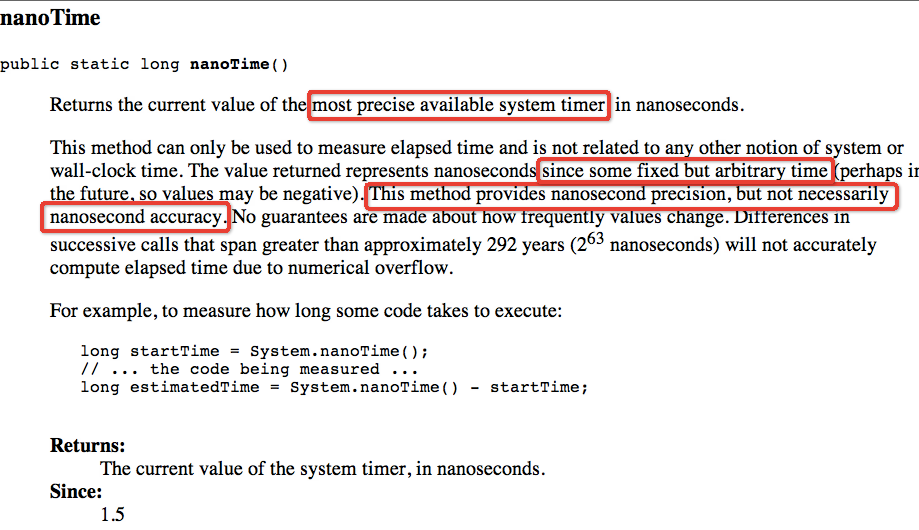 nanoTime
public static long nanoTime()
Returns the current value of the most precise available system timer in nanoseconds.
This method can only be used to measure elapsed time and is not related to any other notion of system or
wall-clock time. The value returned represents nanoseconds since some fixed but arbitrary time (perhaps in
the future, so values may be negative). This method provides nanosecond precision, but not necessarily
nanosecond accuracy. No guarantees are made about how frequently values change. Differences in
successive calls that span greater than approximately 292 years (2⁶³ nanoseconds) will not accurately
compute elapsed time due to numerical overflow.
For example, to measure how long some code takes to execute:
long startTime = System.nanoTime();
// ... the code being measured ...
long estimatedTime = System.nanoTime() - startTime;
Returns:
The current value of the system timer, in nanoseconds.
Since:
1.5